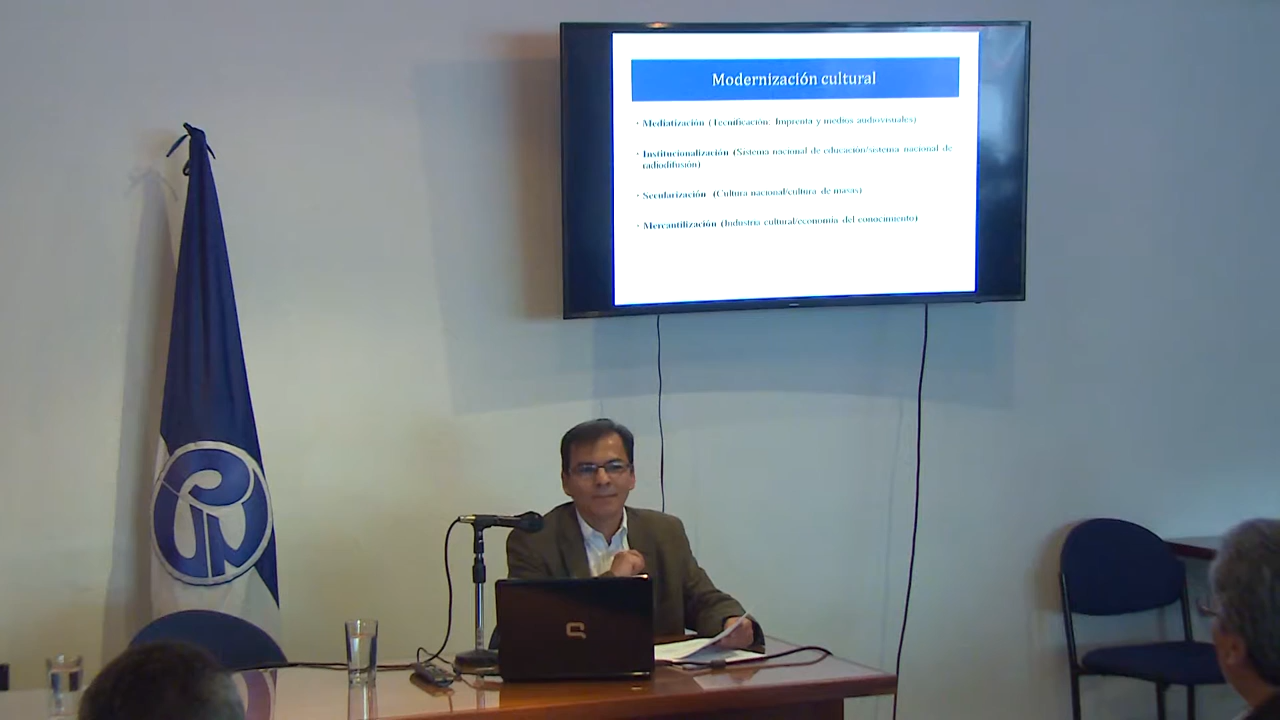 Modernización cultural
• Mediatización (Tecnificación: Imprenta y medios audiovisuales)
• Institucionalización (Sistema nacional de educación/sistema nacional de
radiodifusión)
• Secularización (Cultura nacional/cultura de masas)
• Mercantilización (Industria cultural/economía del conocimiento)